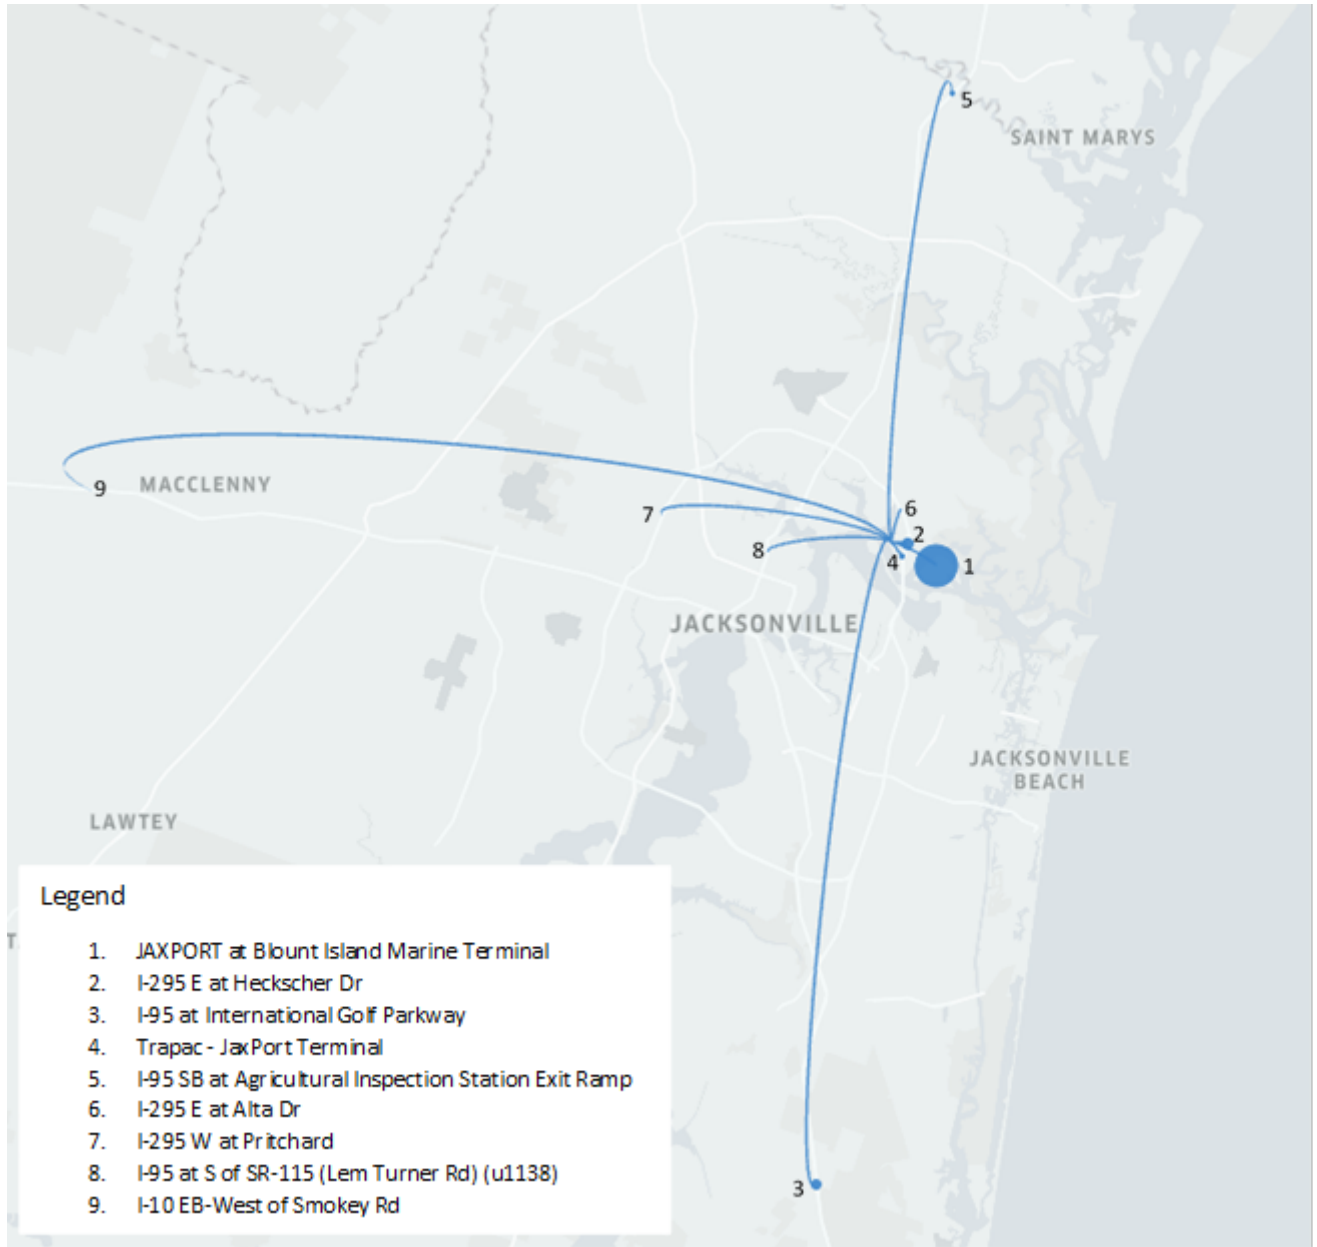 5
SAINT MARYS
9
MACCLENNY
7
6
8
2
4
1
JACKSONVILLE
JACKSONVILLE
BEACH
LAWTEY
T
3
Legend
1. JAXPORT at Blount Island Marine Terminal
2. I-295 E at Heckscher Dr
3. I-95 at International Golf Parkway
4. Trapac - JaxPort Terminal
5. I-95 SB at Agricultural Inspection Station Exit Ramp
6. I-295 E at Alta Dr
7. I-295 W at Pritchard
8. I-95 at S of SR-115 (Lem Turner Rd) (u1138)
9. I-10 EB-West of Smokey Rd